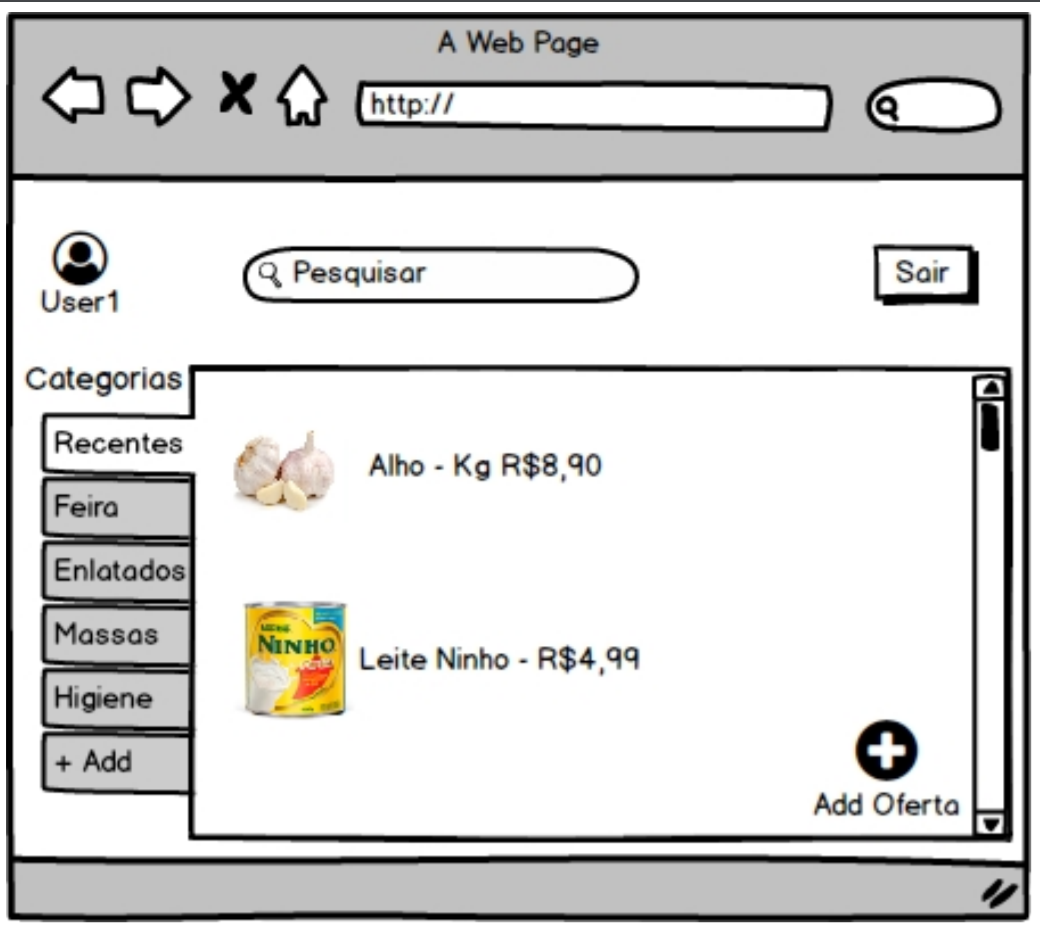 A Web Page
http://
Pesquisar
Sair
User1
Categorias
Recentes
Feira
Enlatados
Massas
Higiene
+ Add
Alho - Kg R$8,90
NINHO
Leite Ninho - R$4,99
Add Oferta